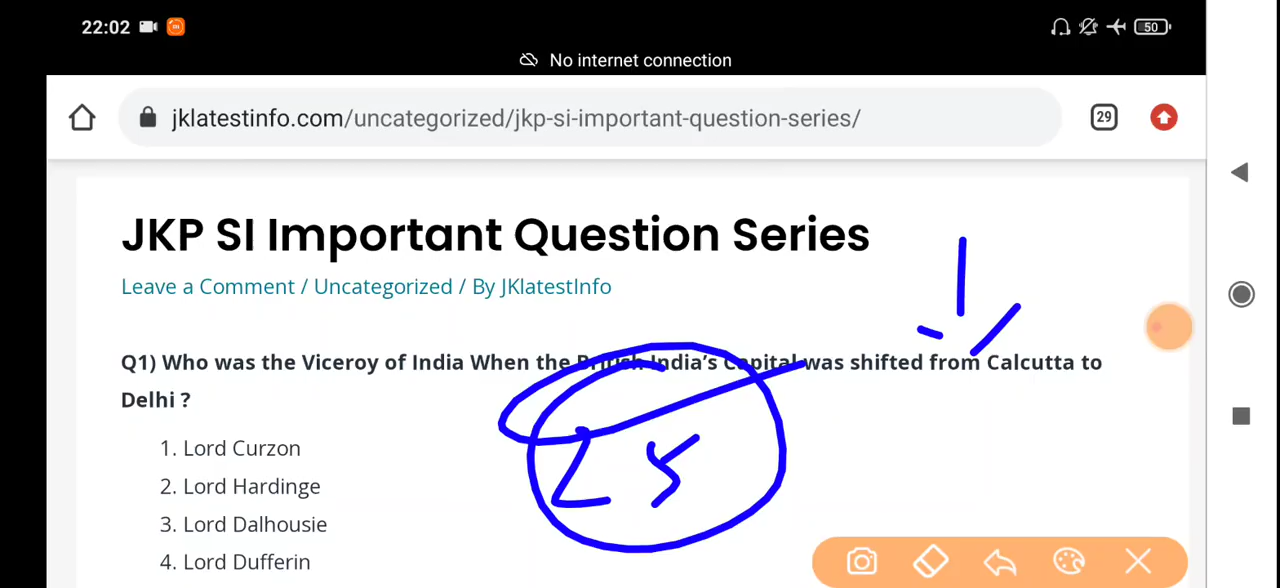 22:02
50
No internet connection
jklatestinfo.com/uncategorized/jkp-si-important-question-series/
29
JKP SI Important Question Series
Leave a Comment / Uncategorized / By JKlatestInfo
Q1) Who was the Viceroy of India When the British India's Capital was shifted from Calcutta to
Delhi ?
1. Lord Curzon
2. Lord Hardinge
25
3. Lord Dalhousie
4. Lord Dufferin